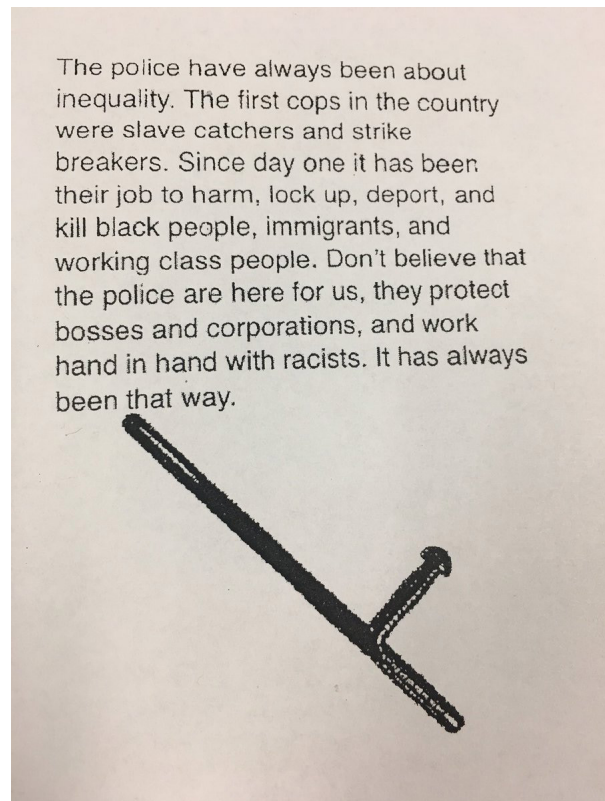 The police have always been about
inequality. The first cops in the country
were slave catchers and strike
breakers. Since day one it has been
their job to harm, lock up, deport, and
kill black people, immigrants, and
working class people. Don't believe that
the police are here for us, they protect
bosses and corporations, and work
hand in hand with racists. It has always
been that way.